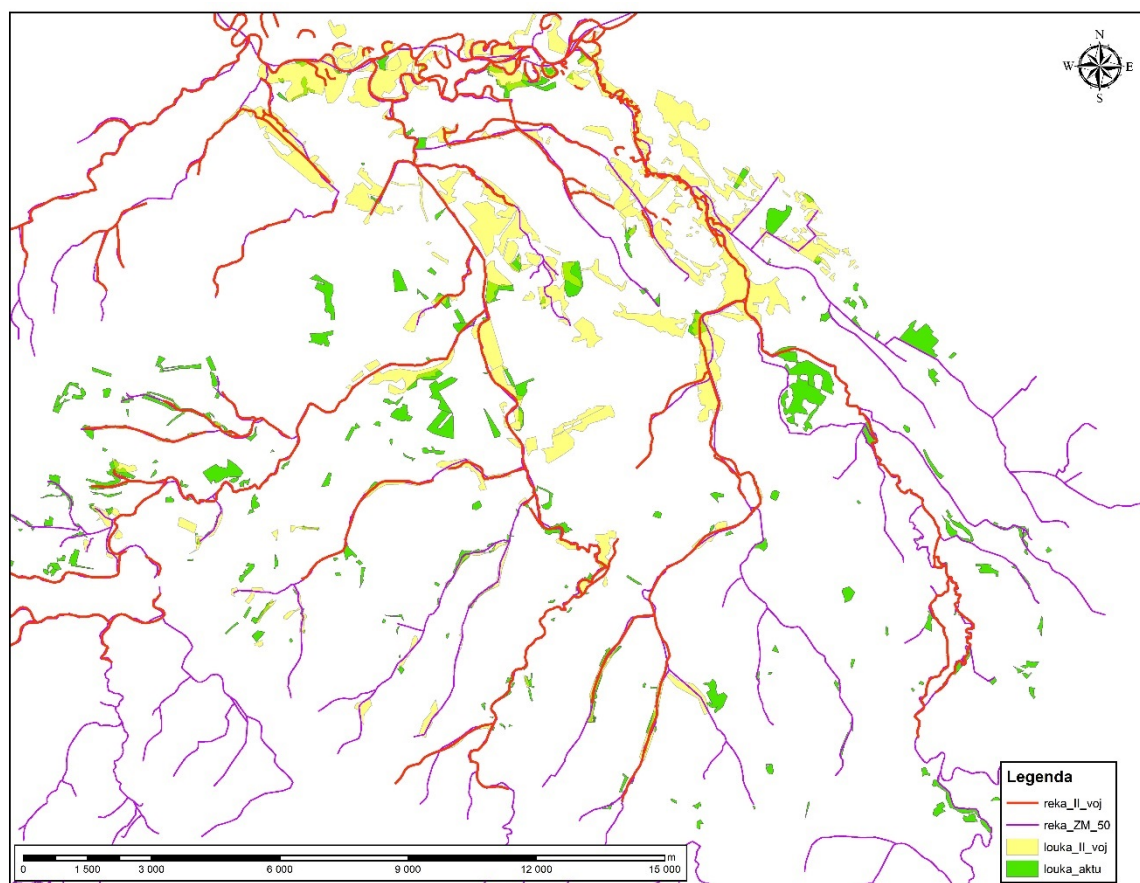 N
W E
S
Legenda
reka_II_voj
reka_ZM_50
louka_II_voj
louka_aktu
m
0 1 500 3 000 6 000 9 000 12 000 15 000